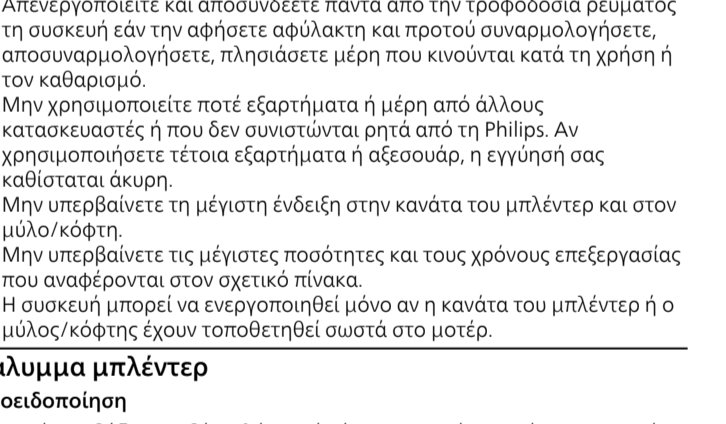 Απενεργοποιείτε και αποσυνδέετε πάντα από την τροφοδοσία ρεύματος
τη συσκευή εάν την αφήσετε αφύλακτη και προτού συναρμολογήσετε,
αποσυναρμολογήσετε, πλησιάσετε μέρη που κινούνται κατά τη χρήση ή
τον καθαρισμό.
Μην χρησιμοποιείτε ποτέ εξαρτήματα ή μέρη από άλλους
κατασκευαστές ή που δεν συνιστώνται ρητά από τη Philips. Αν
χρησιμοποιήσετε τέτοια εξαρτήματα ή αξεσουάρ, η εγγύησή σας
καθίσταται άκυρη.
Μην υπερβαίνετε τη μέγιστη ένδειξη στην κανάτα του μπλέντερ και στον
μύλο/κόφτη.
Μην υπερβαίνετε τις μέγιστες ποσότητες και τους χρόνους επεξεργασίας
που αναφέρονται στον σχετικό πίνακα.
Η συσκευή μπορεί να ενεργοποιηθεί μόνο αν η κανάτα του μπλέντερ ή ο
μύλος/κόφτης έχουν τοποθετηθεί σωστά στο μοτέρ.
άλυμμα μπλέντερ
οειδοποίηση